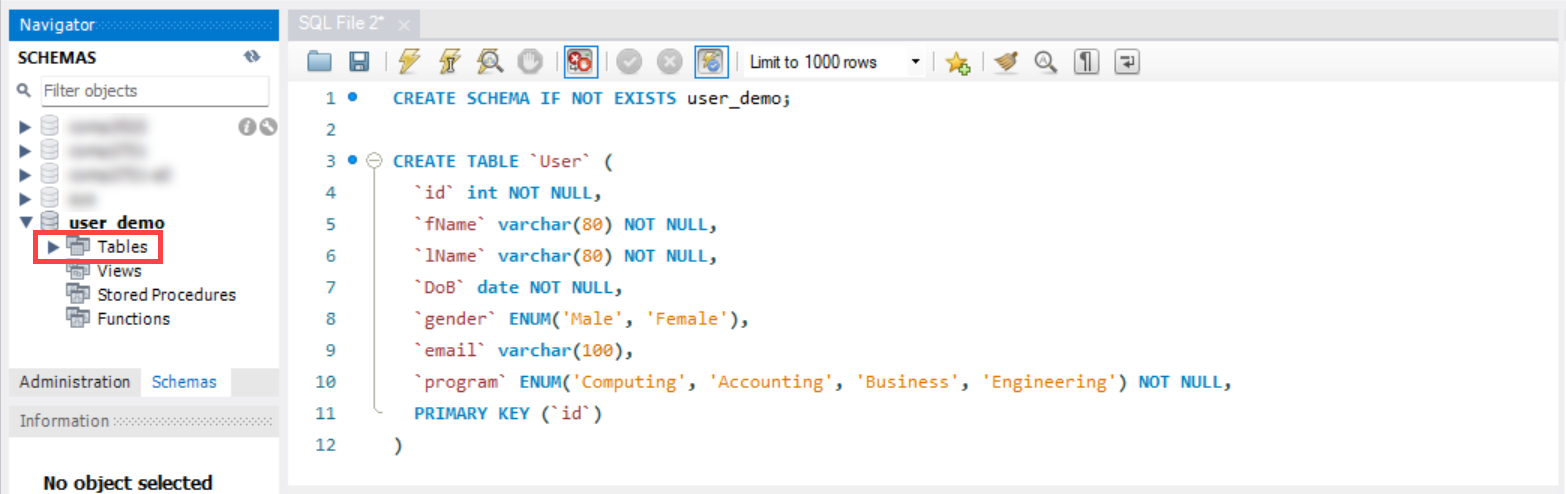 Navigator
SCHEMAS
Filter objects
user_demo
Tables
Views
Stored Procedures
Functions
Administration Schemas
Information
No object selected
SQL File 2*
Limit to 1000 rows
1 CREATE SCHEMA IF NOT EXISTS user_demo;
2
3 CREATE TABLE `User` (
4 `id` int NOT NULL,
5 `fName` varchar(80) NOT NULL,
6 `lName` varchar(80) NOT NULL,
7 `DoB` date NOT NULL,
8 `gender` ENUM('Male', 'Female'),
9 `email` varchar(100),
10 `program` ENUM('Computing', 'Accounting', 'Business', 'Engineering') NOT NULL,
11 PRIMARY KEY (`id`)
12 )